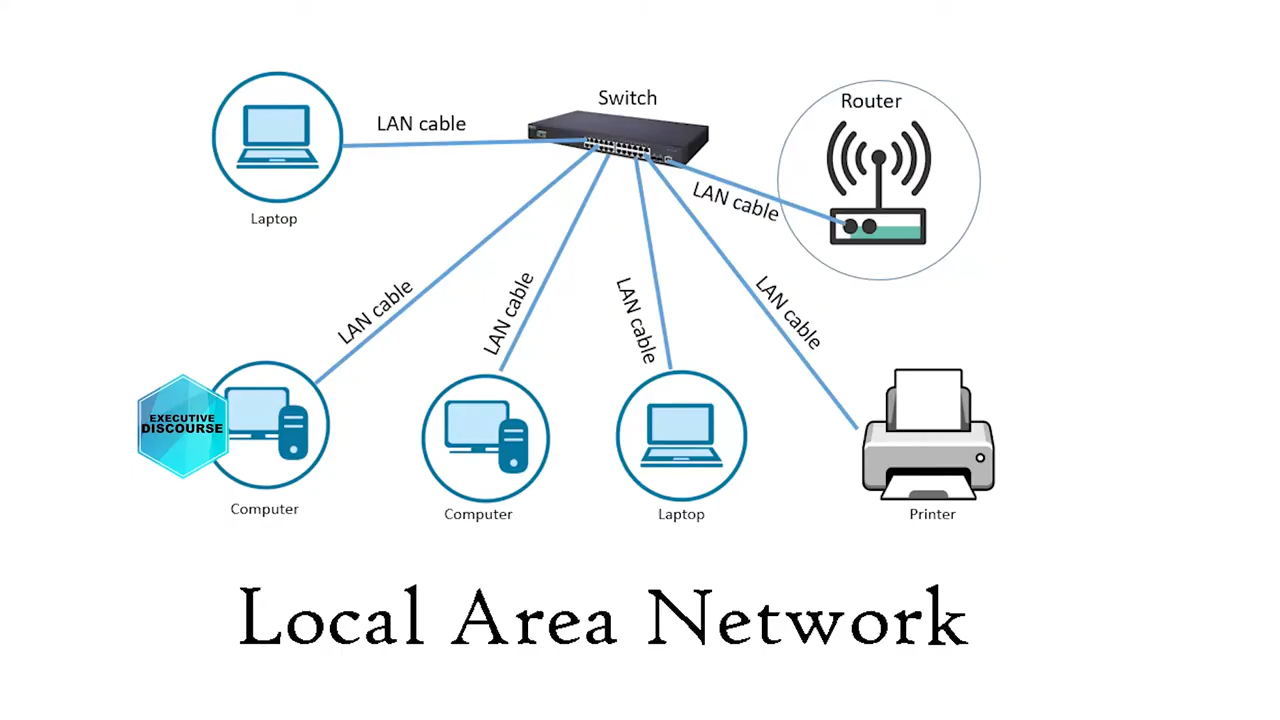 Switch
Router
LAN cable
Laptop
LAN cable
LAN cable
LAN cable
LAN cable
LAN cable
EXECUTIVE
DISCOURSE
Computer
Computer
Laptop
Printer
Local Area Network